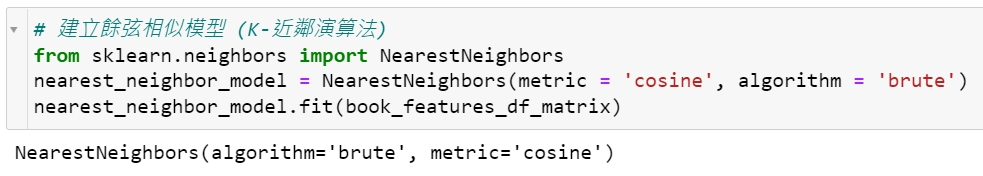 # 建立餘弦相似模型 (K-近鄰演算法)
from sklearn.neighbors import NearestNeighbors
nearest_neighbor_model = NearestNeighbors(metric = 'cosine', algorithm = 'brute')
nearest_neighbor_model.fit(book_features_df_matrix)
NearestNeighbors(algorithm='brute', metric='cosine')